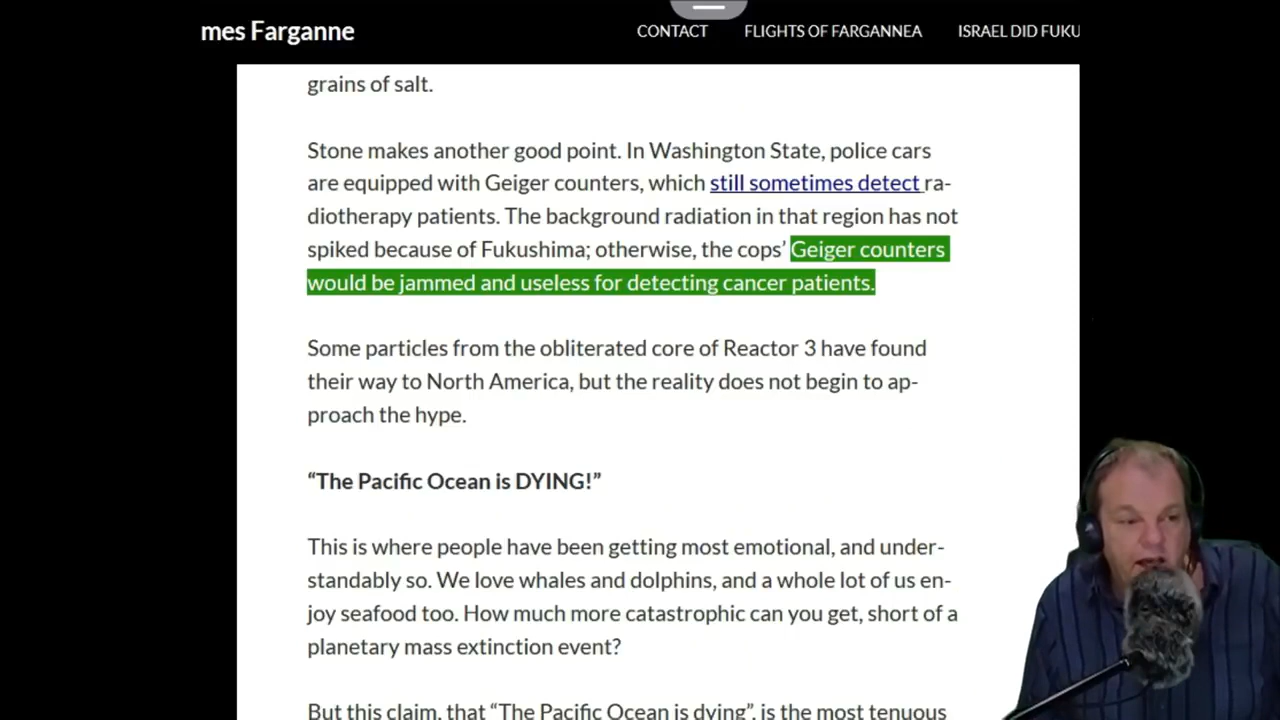 mes Farganne
CONTACT
FLIGHTS OF FARGANNEA
ISRAEL DID FUKU
grains of salt.
Stone makes another good point. In Washington State, police cars
are equipped with Geiger counters, which still sometimes detect ra-
diotherapy patients. The background radiation in that region has not
spiked because of Fukushima; otherwise, the cops’ Geiger counters
would be jammed and useless for detecting cancer patients.
Some particles from the obliterated core of Reactor 3 have found
their way to North America, but the reality does not begin to ap-
proach the hype.
“The Pacific Ocean is DYING!”
This is where people have been getting most emotional, and under-
standably so. We love whales and dolphins, and a whole lot of us en-
joy seafood too. How much more catastrophic can you get, short of a
planetary mass extinction event?
But this claim, that “The Pacific Ocean is dying”, is the most tenuous